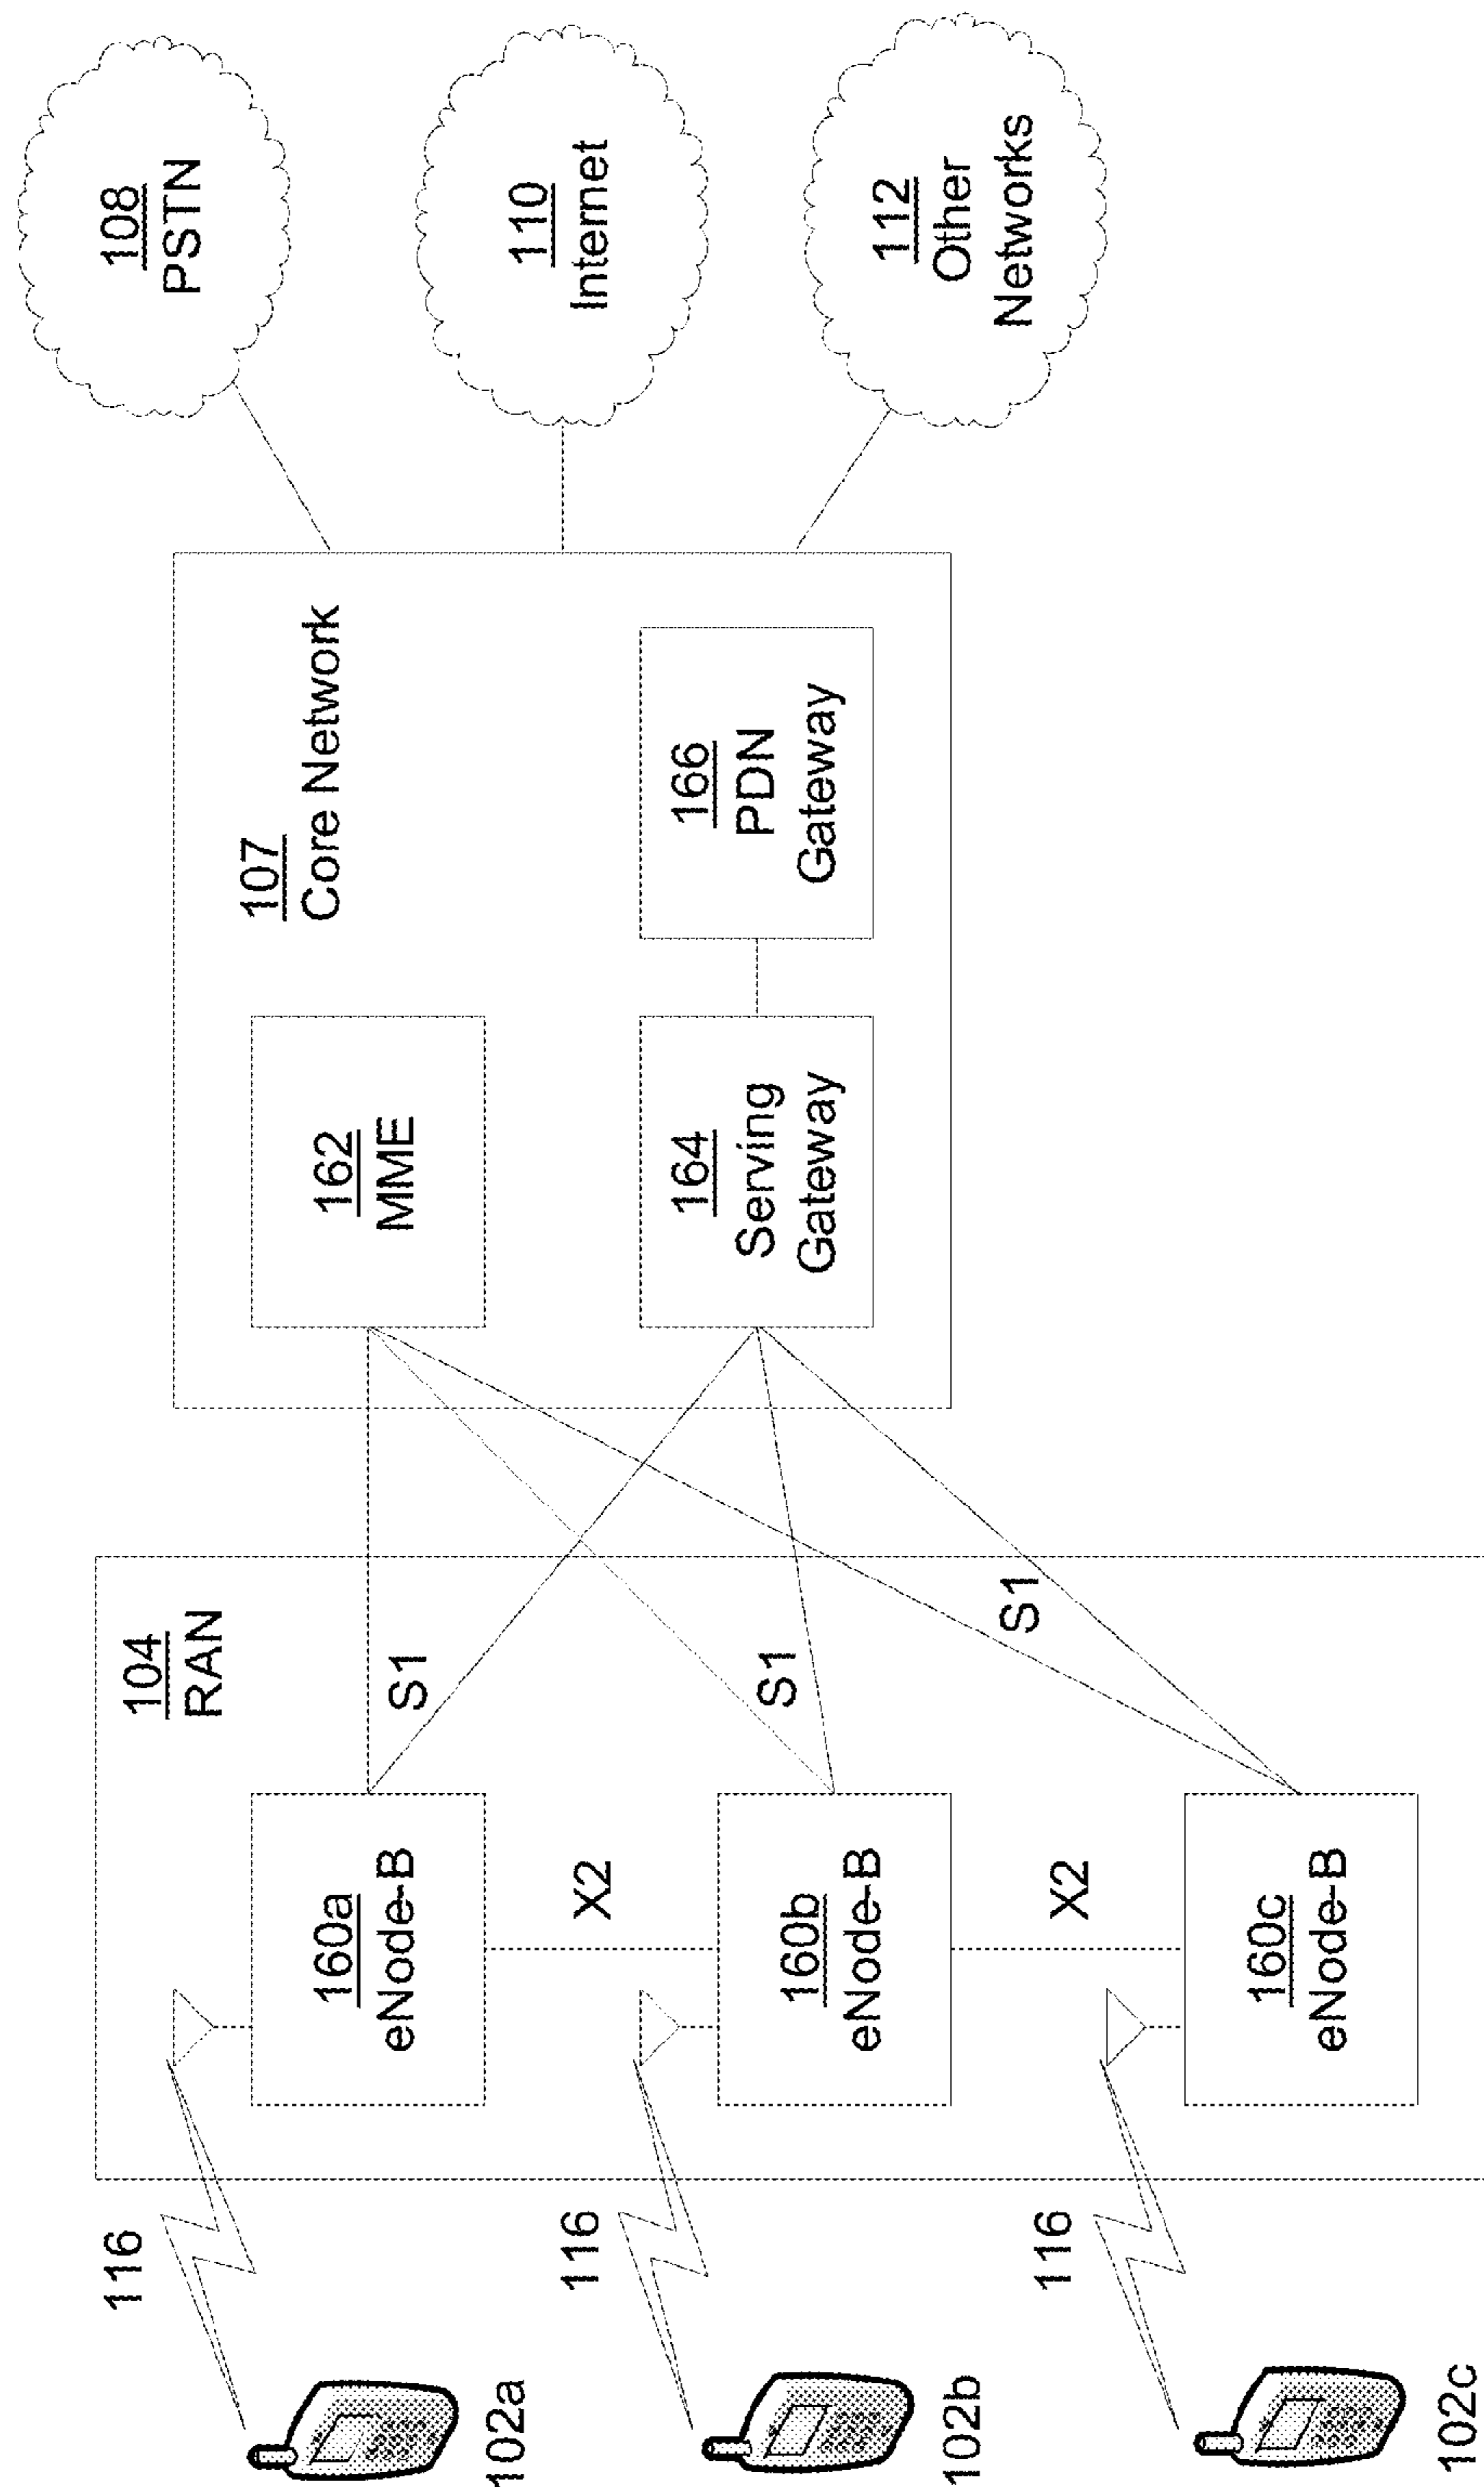 102a
116
104
RAN
160a
eNode-B
S1
X2
102b
116
160b
eNode-B
S1
X2
102c
116
160c
eNode-B
S1
107
Core Network
162
MME
164
Serving
Gateway
166
PDN
Gateway
108
PSTN
110
Internet
112
Other
Networks